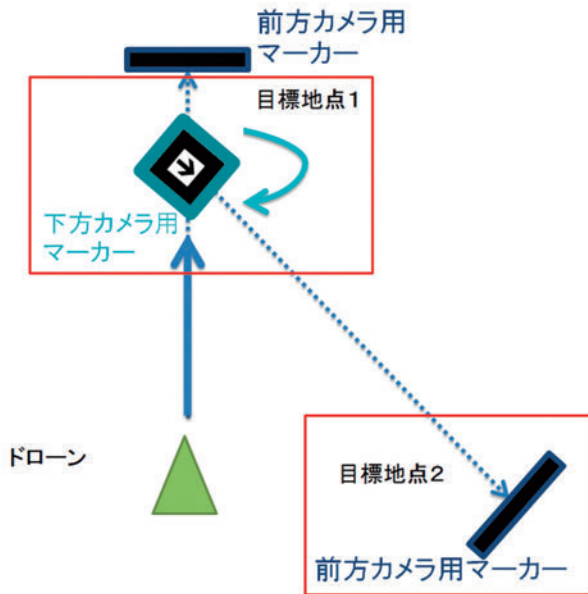 前方カメラ用
マーカー
目標地点1
下方カメラ用
マーカー
ドローン
目標地点2
前方カメラ用マーカー